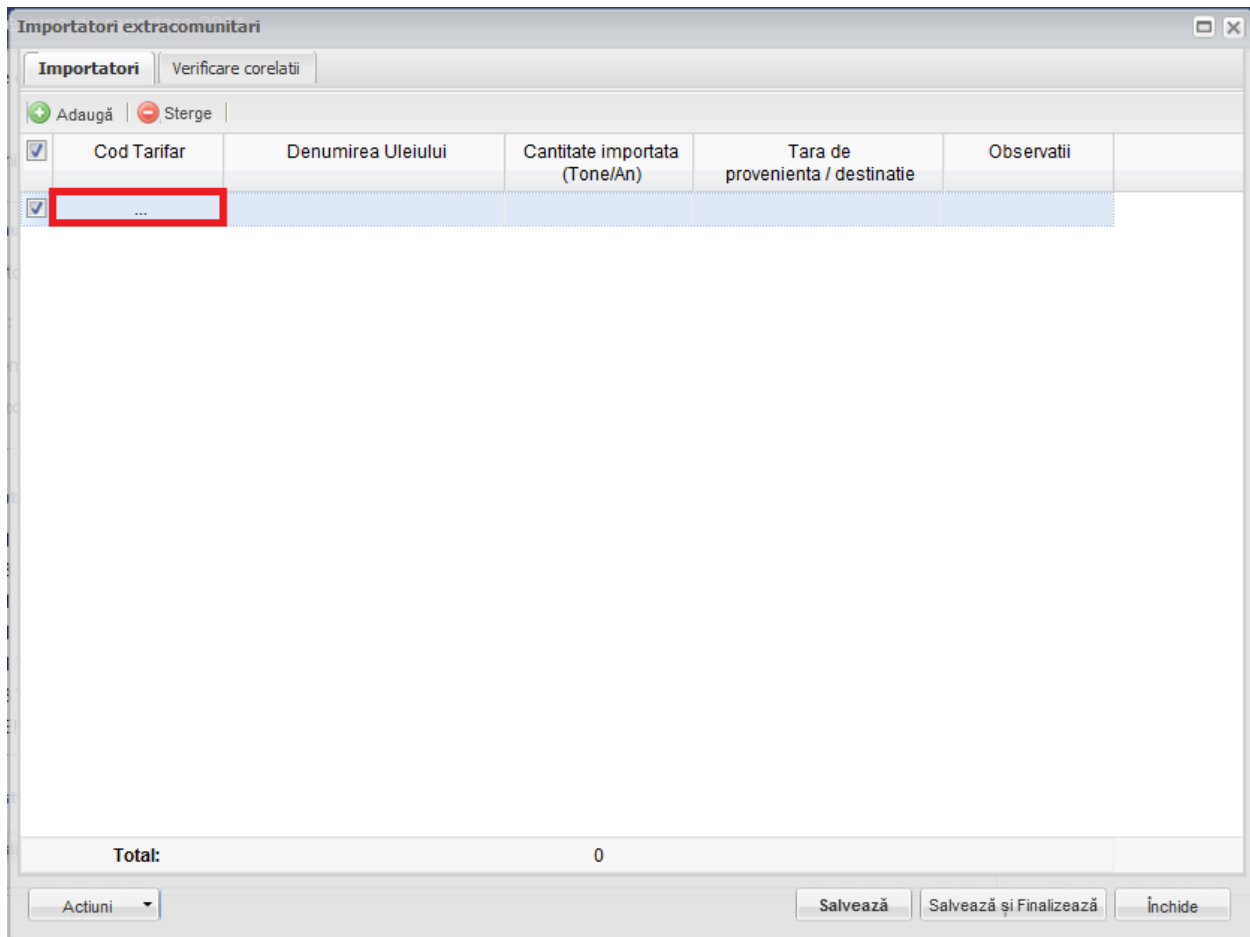 Importatori extracomunitari
Importatori Verificare corelatii
Adaugă Sterge
Cod Tarifar Denumirea Uleiului Cantitate importata (Tone/An) Tara de provenienta / destinatie Observatii
...
Total: 0
Actiuni Salvează Salvează și Finalizează Închide